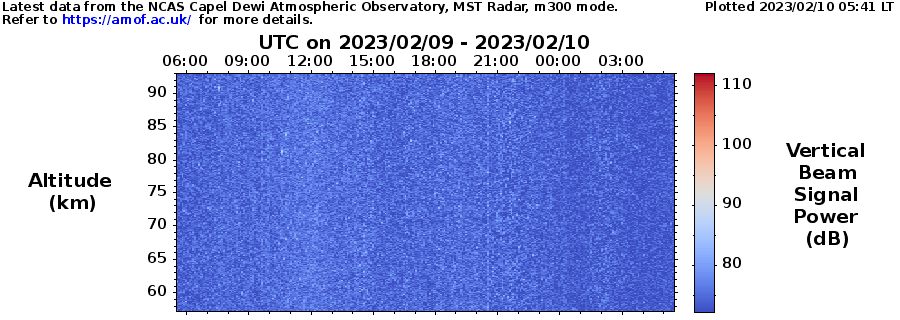 Latest data from the NCAS Capel Dewi Atmospheric Observatory, MST Radar, m300 mode. Plotted 2023/02/10 05:41 LT
Refer to https://amof.ac.uk/ for more details.
UTC on 2023/02/09 - 2023/02/10
06:00 09:00 12:00 15:00 18:00 21:00 00:00 03:00
90
85
80
75
70
65
60
Altitude
(km)
110
100
90
80
Vertical
Beam
Signal
Power
(dB)